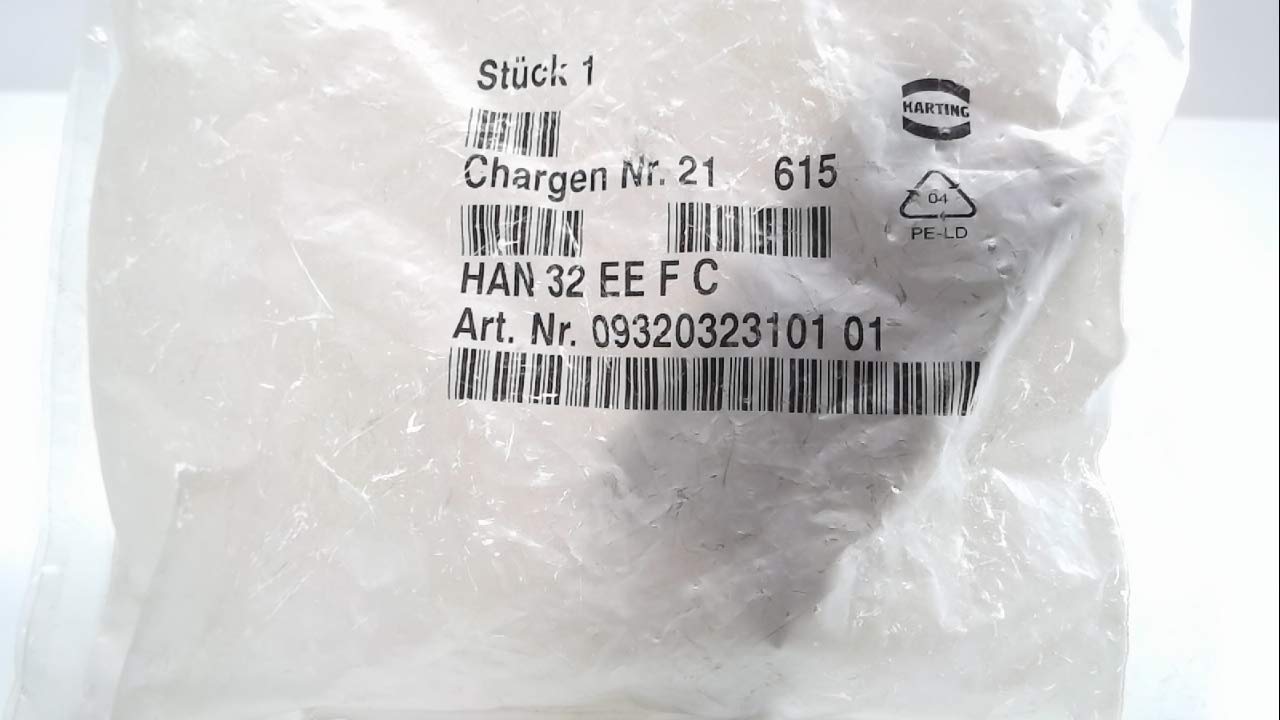 Stück 1
HARTING
Chargen Nr. 21 615
04
PE-LD
HAN 32 EE F C
Art. Nr. 09320323101 01